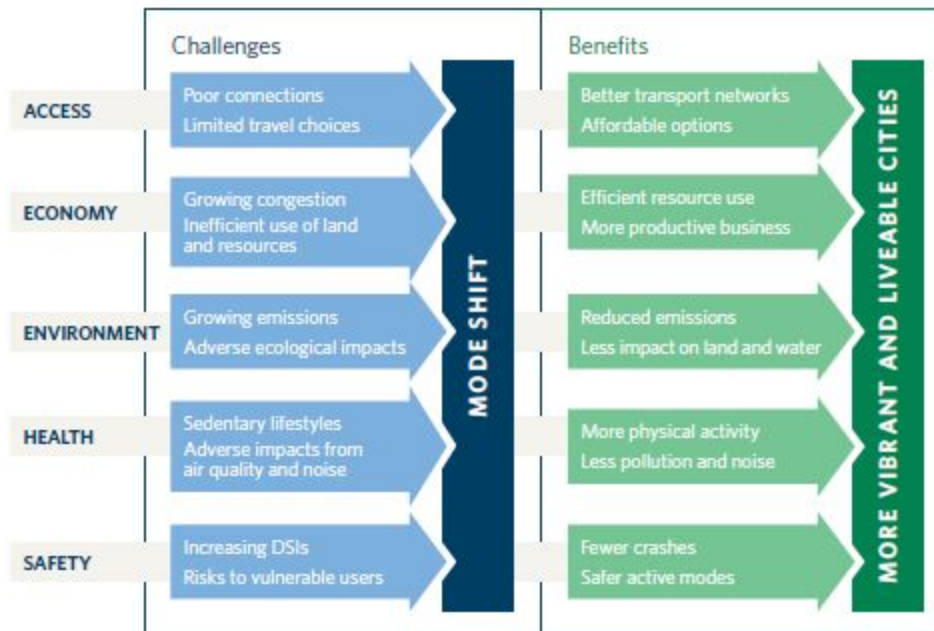 Challenges
Benefits
ACCESS
Poor connections
Limited travel choices
Better transport networks
Affordable options
ECONOMY
Growing congestion
Inefficient use of land
and resources
Efficient resource use
More productive business
ENVIRONMENT
Growing emissions
Adverse ecological impacts
Reduced emissions
Less impact on land and water
HEALTH
Sedentary lifestyles
Adverse impacts from
air quality and noise
More physical activity
Less pollution and noise
SAFETY
Increasing DSIs
Risks to vulnerable users
Fewer crashes
Safer active modes
MODE SHIFT
MORE VIBRANT AND LIVEABLE CITIES